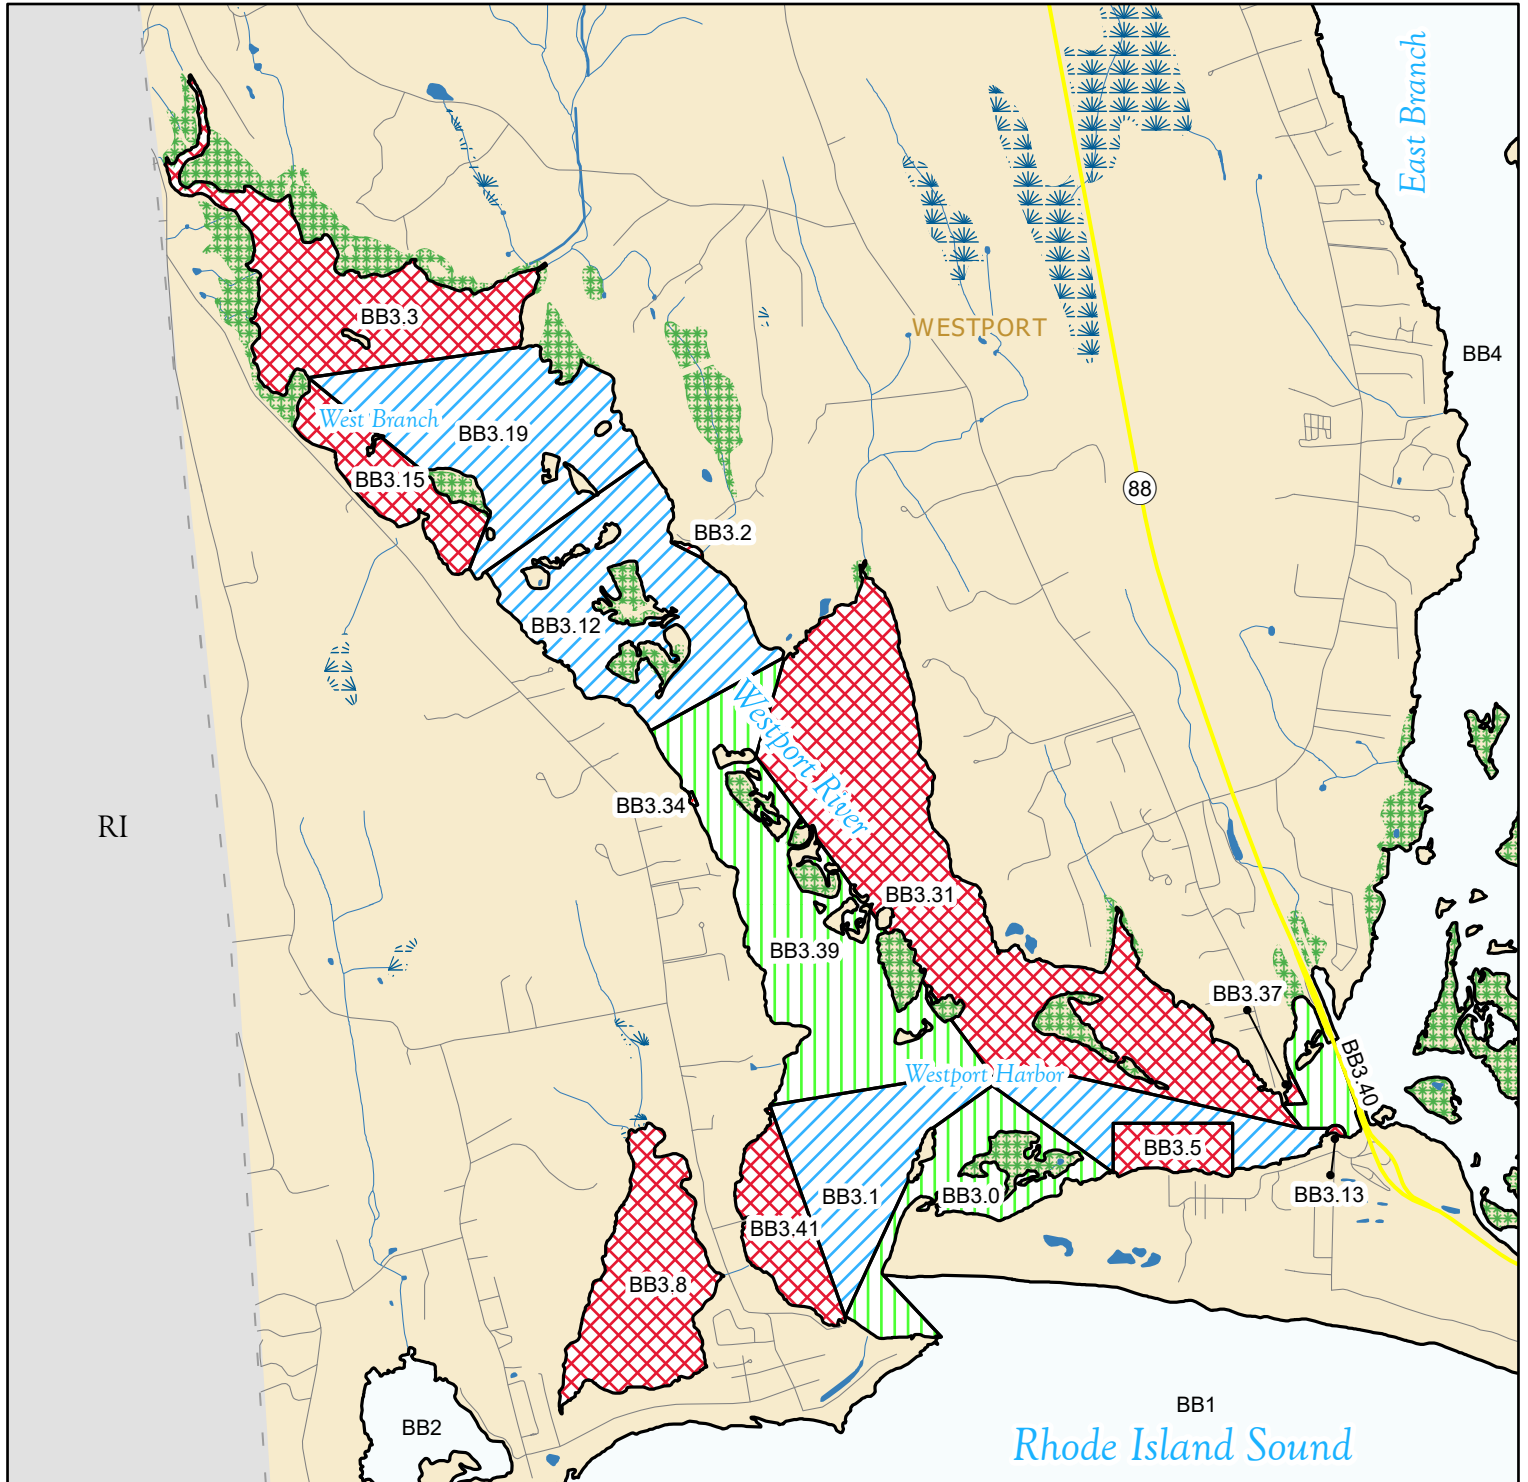 East Branch
BB3.3
WESTPORT
BB4
West Branch
BB3.19
BB3.15
88
BB3.2
BB3.12
Westport River
BB3.34
RI
BB3.31
BB3.39
BB3.37
BB3.40
Westport Harbor
BB3.5
BB3.1
BB3.0
BB3.13
BB3.41
BB3.8
BB1
BB2
Rhode Island Sound